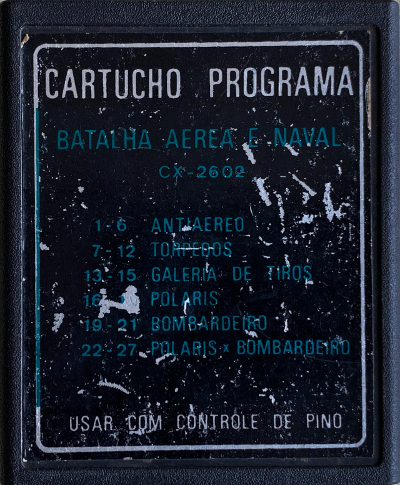 CARTUCHO PROGRAMA
BATALHA AEREA E NAVAL
CX-2602
1-6 ANTIAEREO
7-12 TORPEDOS
13-15 GALERIA DE TIROS
POLARIS
19-21 BOMBARDEIRO
22-27 POLARIS x BOMBARDEIRO
USAR COM CONTROLE DE PINO